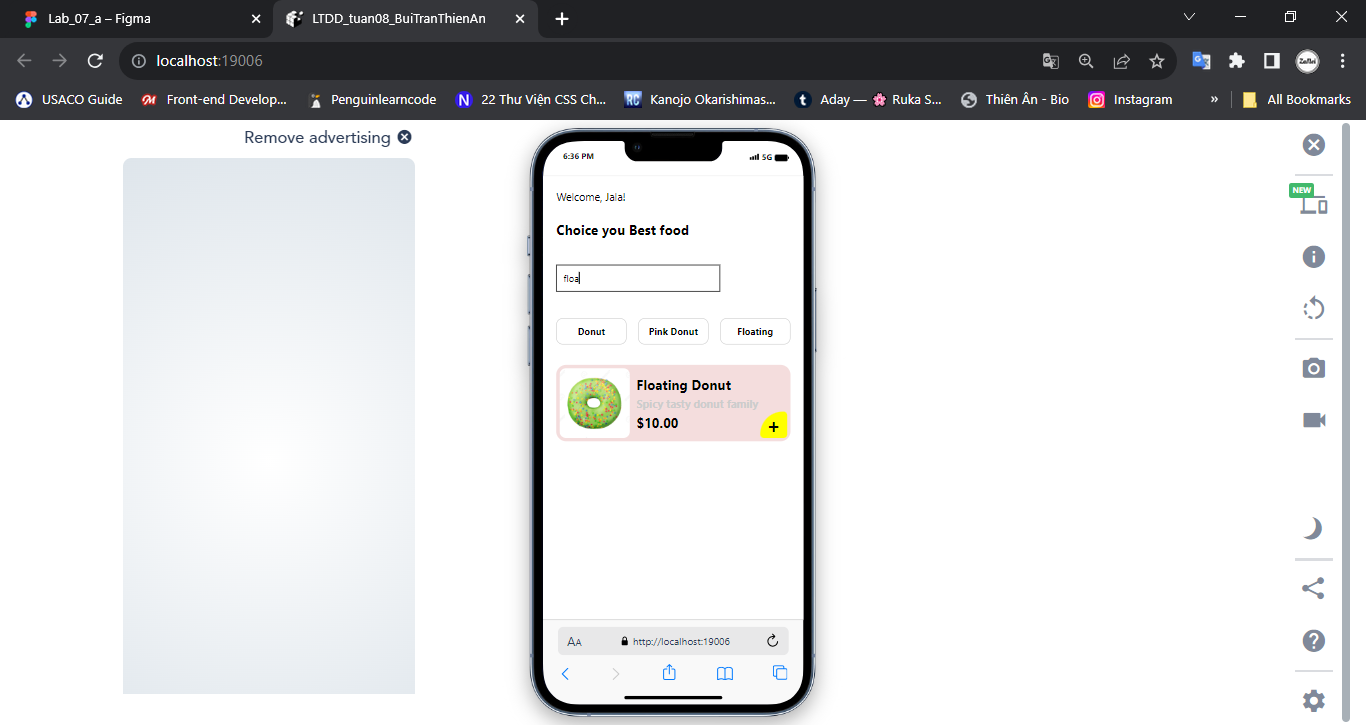 Lab_07_a – Figma
LTDD_tuan08_BuiTranThienAn
localhost:19006
USACO Guide
Front-end Develop...
Penguinlearncode
22 Thư Viện CSS Ch...
Kanojo Okarishimas...
Aday — 🌸 Ruka S...
Thiên Ân - Bio
Instagram
»
All Bookmarks
Remove advertising
6:36 PM
5G
Welcome, Jala!
Choice you Best food
floa
Donut
Pink Donut
Floating
Floating Donut
Spicy tasty donut family
$10.00
+
AA
http://localhost:19006
NEW